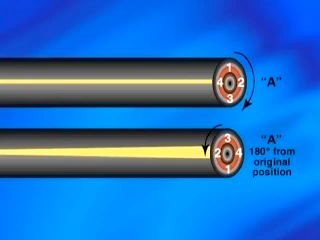 1
4 2
3
“A”
3
2 4
1
“A”
180° from
original
position